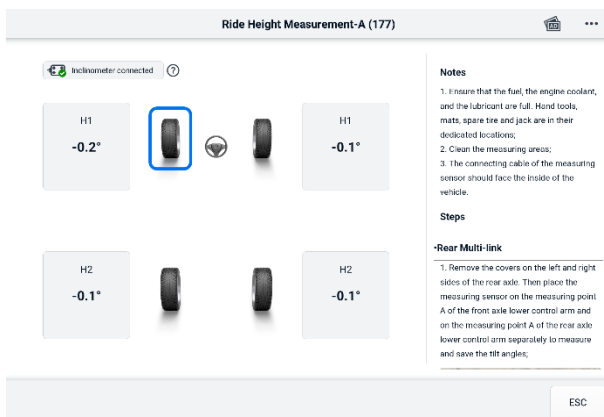 Ride Height Measurement-A (177)
Inclinometer connected
H1
-0.2°
H1
-0.1°
H2
-0.1°
H2
-0.1°
Notes
1. Ensure that the fuel, the engine coolant,
and the lubricant are full. Hand tools,
mats, spare tire and jack are in their
dedicated locations;
2. Clean the measuring areas;
3. The connecting cable of the measuring
sensor should face the inside of the
vehicle.
Steps
•Rear Multi-link
1. Remove the covers on the left and right
sides of the rear axle. Then place the
measuring sensor on the measuring point
A of the front axle lower control arm and
on the measuring point A of the rear axle
lower control arm separately to measure
and save the tilt angles;
ESC